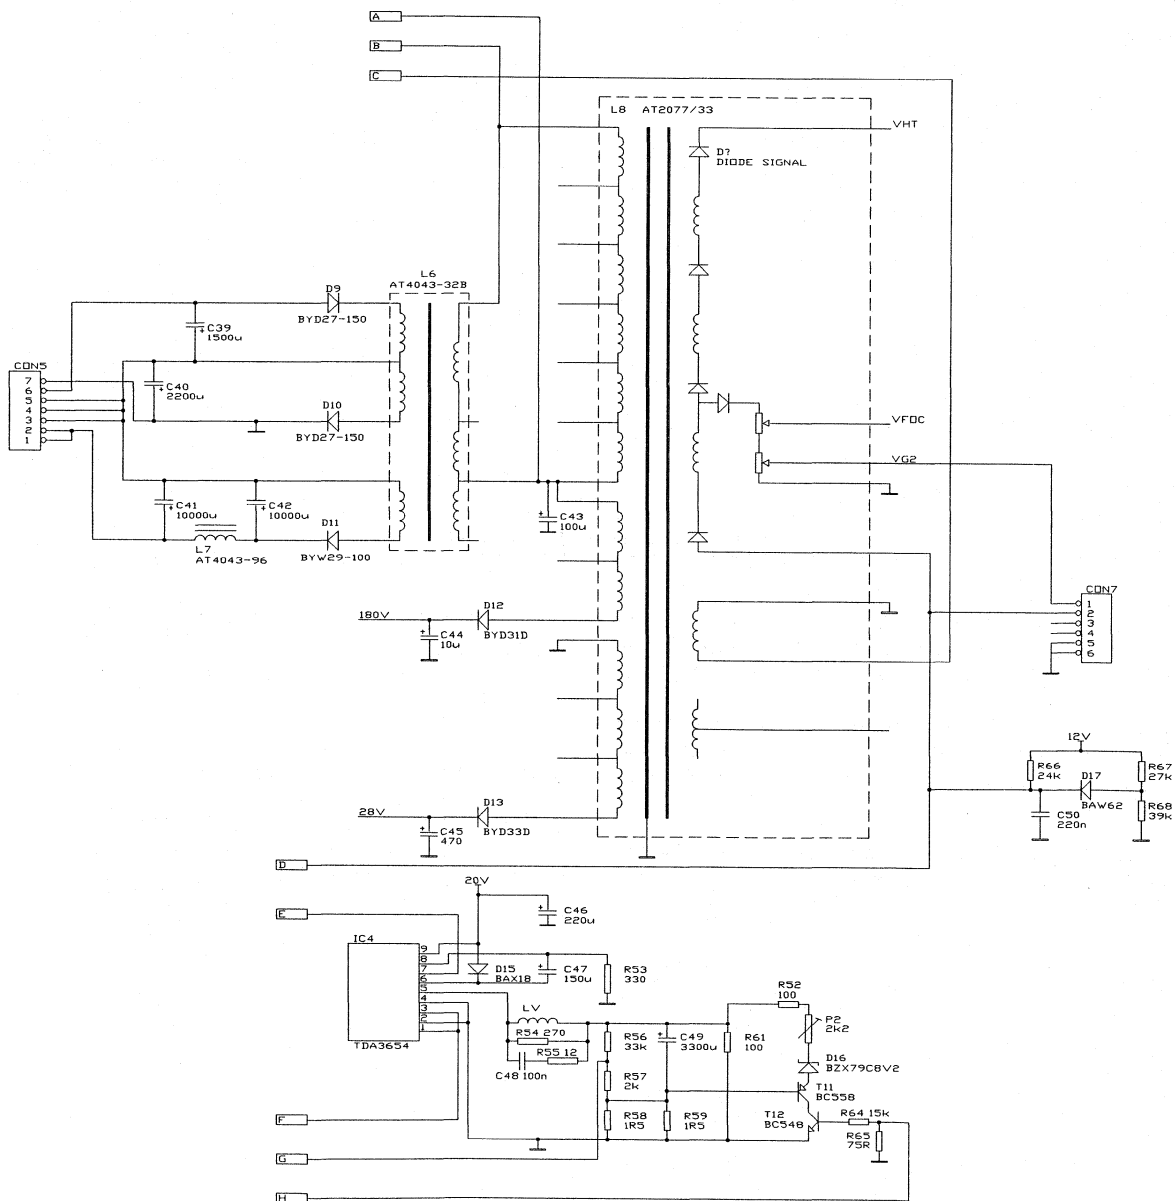 A
B
C
L8 AT2077/33
VHT
D?
DIODE SIGNAL
L6
AT4043-32B
D9
BYD27-150
C39
1500u
CON5
7
6
5
4
3
2
1
C40
2200u
D10
BYD27-150
VFOC
VG2
C41
10000u
C42
10000u
D11
BYW29-100
L7
AT4043-96
C43
100u
180V
D12
BYD31D
C44
10u
CON7
1
2
3
4
5
6
12V
R66
24k
D17
BAW62
R67
27k
C50
220n
R68
39k
28V
D13
BYD33D
C45
470
D
20V
C46
220u
E
IC4
9
8
7
6
5
4
3
2
1
TDA3654
D15
BAX18
C47
150u
R53
330
LV
R54 270
R55 12
C48 100n
R56
33k
C49
3300u
R61
100
R52
100
P2
2k2
D16
BZX79C8V2
R57
2k
T11
BC558
R58
1R5
R59
1R5
T12
BC548
R64 15k
R65
75R
F
G
H